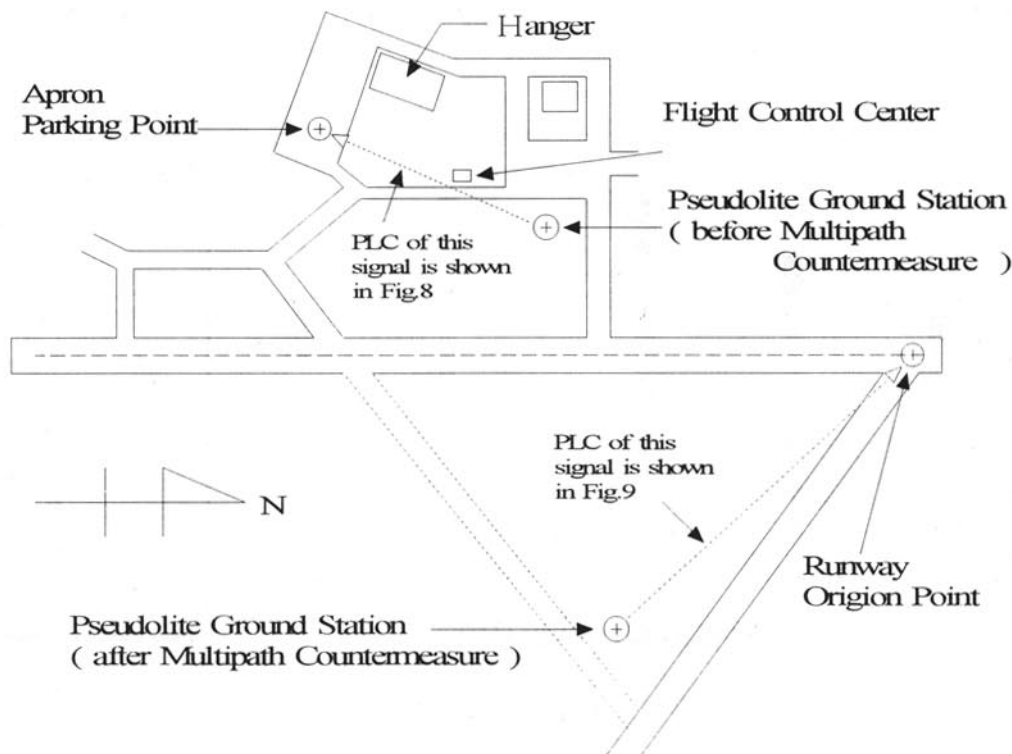 Hanger
Apron
Parking Point
Flight Control Center
Pseudolite Ground Station
( before Multipath
Countermeasure )
PLC of this
signal is shown
in Fig.8
PLC of this
signal is shown
in Fig.9
N
Runway
Origion Point
Pseudolite Ground Station
( after Multipath Countermeasure )